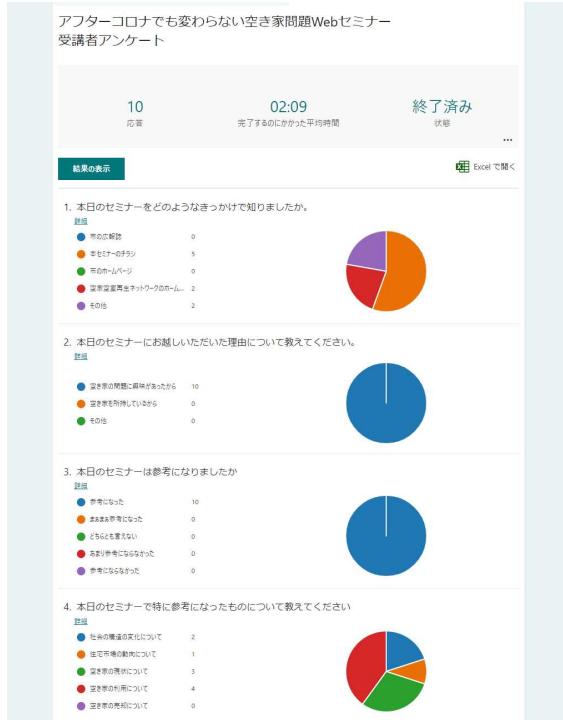 アフターコロナでも変わらない空き家問題Webセミナー
受講者アンケート
10
応答
02:09
完了するのにかかった平均時間
終了済み
状態
...
結果の表示
Excel で開く
1. 本日のセミナーをどのようなきっかけで知りましたか。
詳細
市の広報誌 0
本セミナーのチラシ 5
市のホームページ 0
空家空室再生ネットワークのホーム... 2
その他 2
2. 本日のセミナーにお越しいただいた理由について教えてください。
詳細
空き家の問題に興味があったから 10
空き家を所持しているから 0
その他 0
3. 本日のセミナーは参考になりましたか
詳細
参考になった 10
まぁまぁ参考になった 0
どちらとも言えない 0
あまり参考にならなかった 0
参考にならなかった 0
4. 本日のセミナーで特に参考になったものについて教えてください
詳細
社会の構造の変化について 2
住宅市場の動向について 1
空き家の現状について 3
空き家の利用について 4
空き家の売却について 0